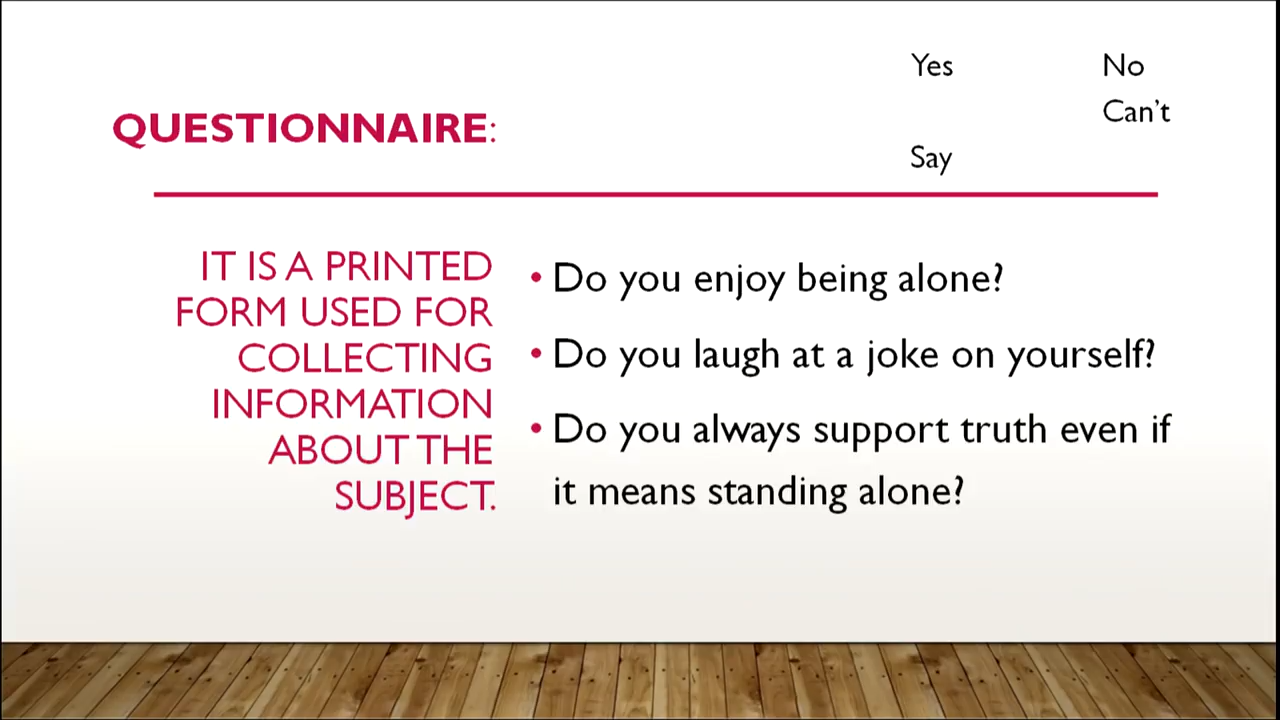 Yes No
Can't
Say
QUESTIONNAIRE:
IT IS A PRINTED
FORM USED FOR
COLLECTING
INFORMATION
ABOUT THE
SUBJECT.
• Do you enjoy being alone?
• Do you laugh at a joke on yourself?
• Do you always support truth even if
it means standing alone?